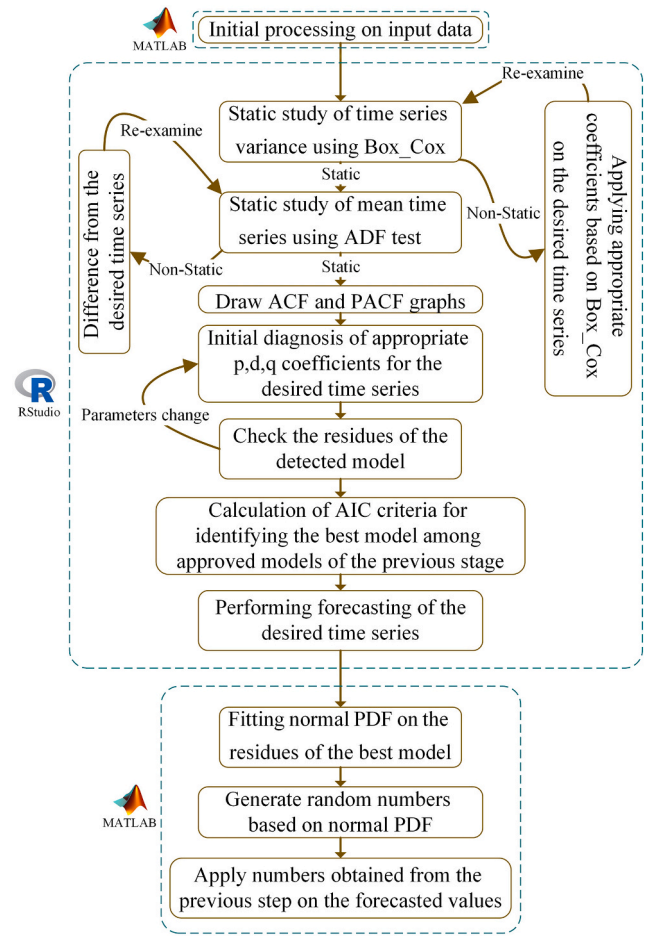 Initial processing on input data
MATLAB
Re-examine
Static study of time series
variance using Box_Cox
Applying appropriate
coefficients based on Box_Cox
on the desired time series
Re-examine
Static
Difference from the
desired time series
Static study of mean time
series using ADF test
Non-Static
Non-Static
Static
Draw ACF and PACF graphs
Initial diagnosis of appropriate
p,d,q coefficients for the
desired time series
R
RStudio
Parameters change
Check the residues of the
detected model
Calculation of AIC criteria for
identifying the best model among
approved models of the previous stage
Performing forecasting of the
desired time series
Fitting normal PDF on the
residues of the best model
MATLAB
Generate random numbers
based on normal PDF
Apply numbers obtained from the
previous step on the forecasted values